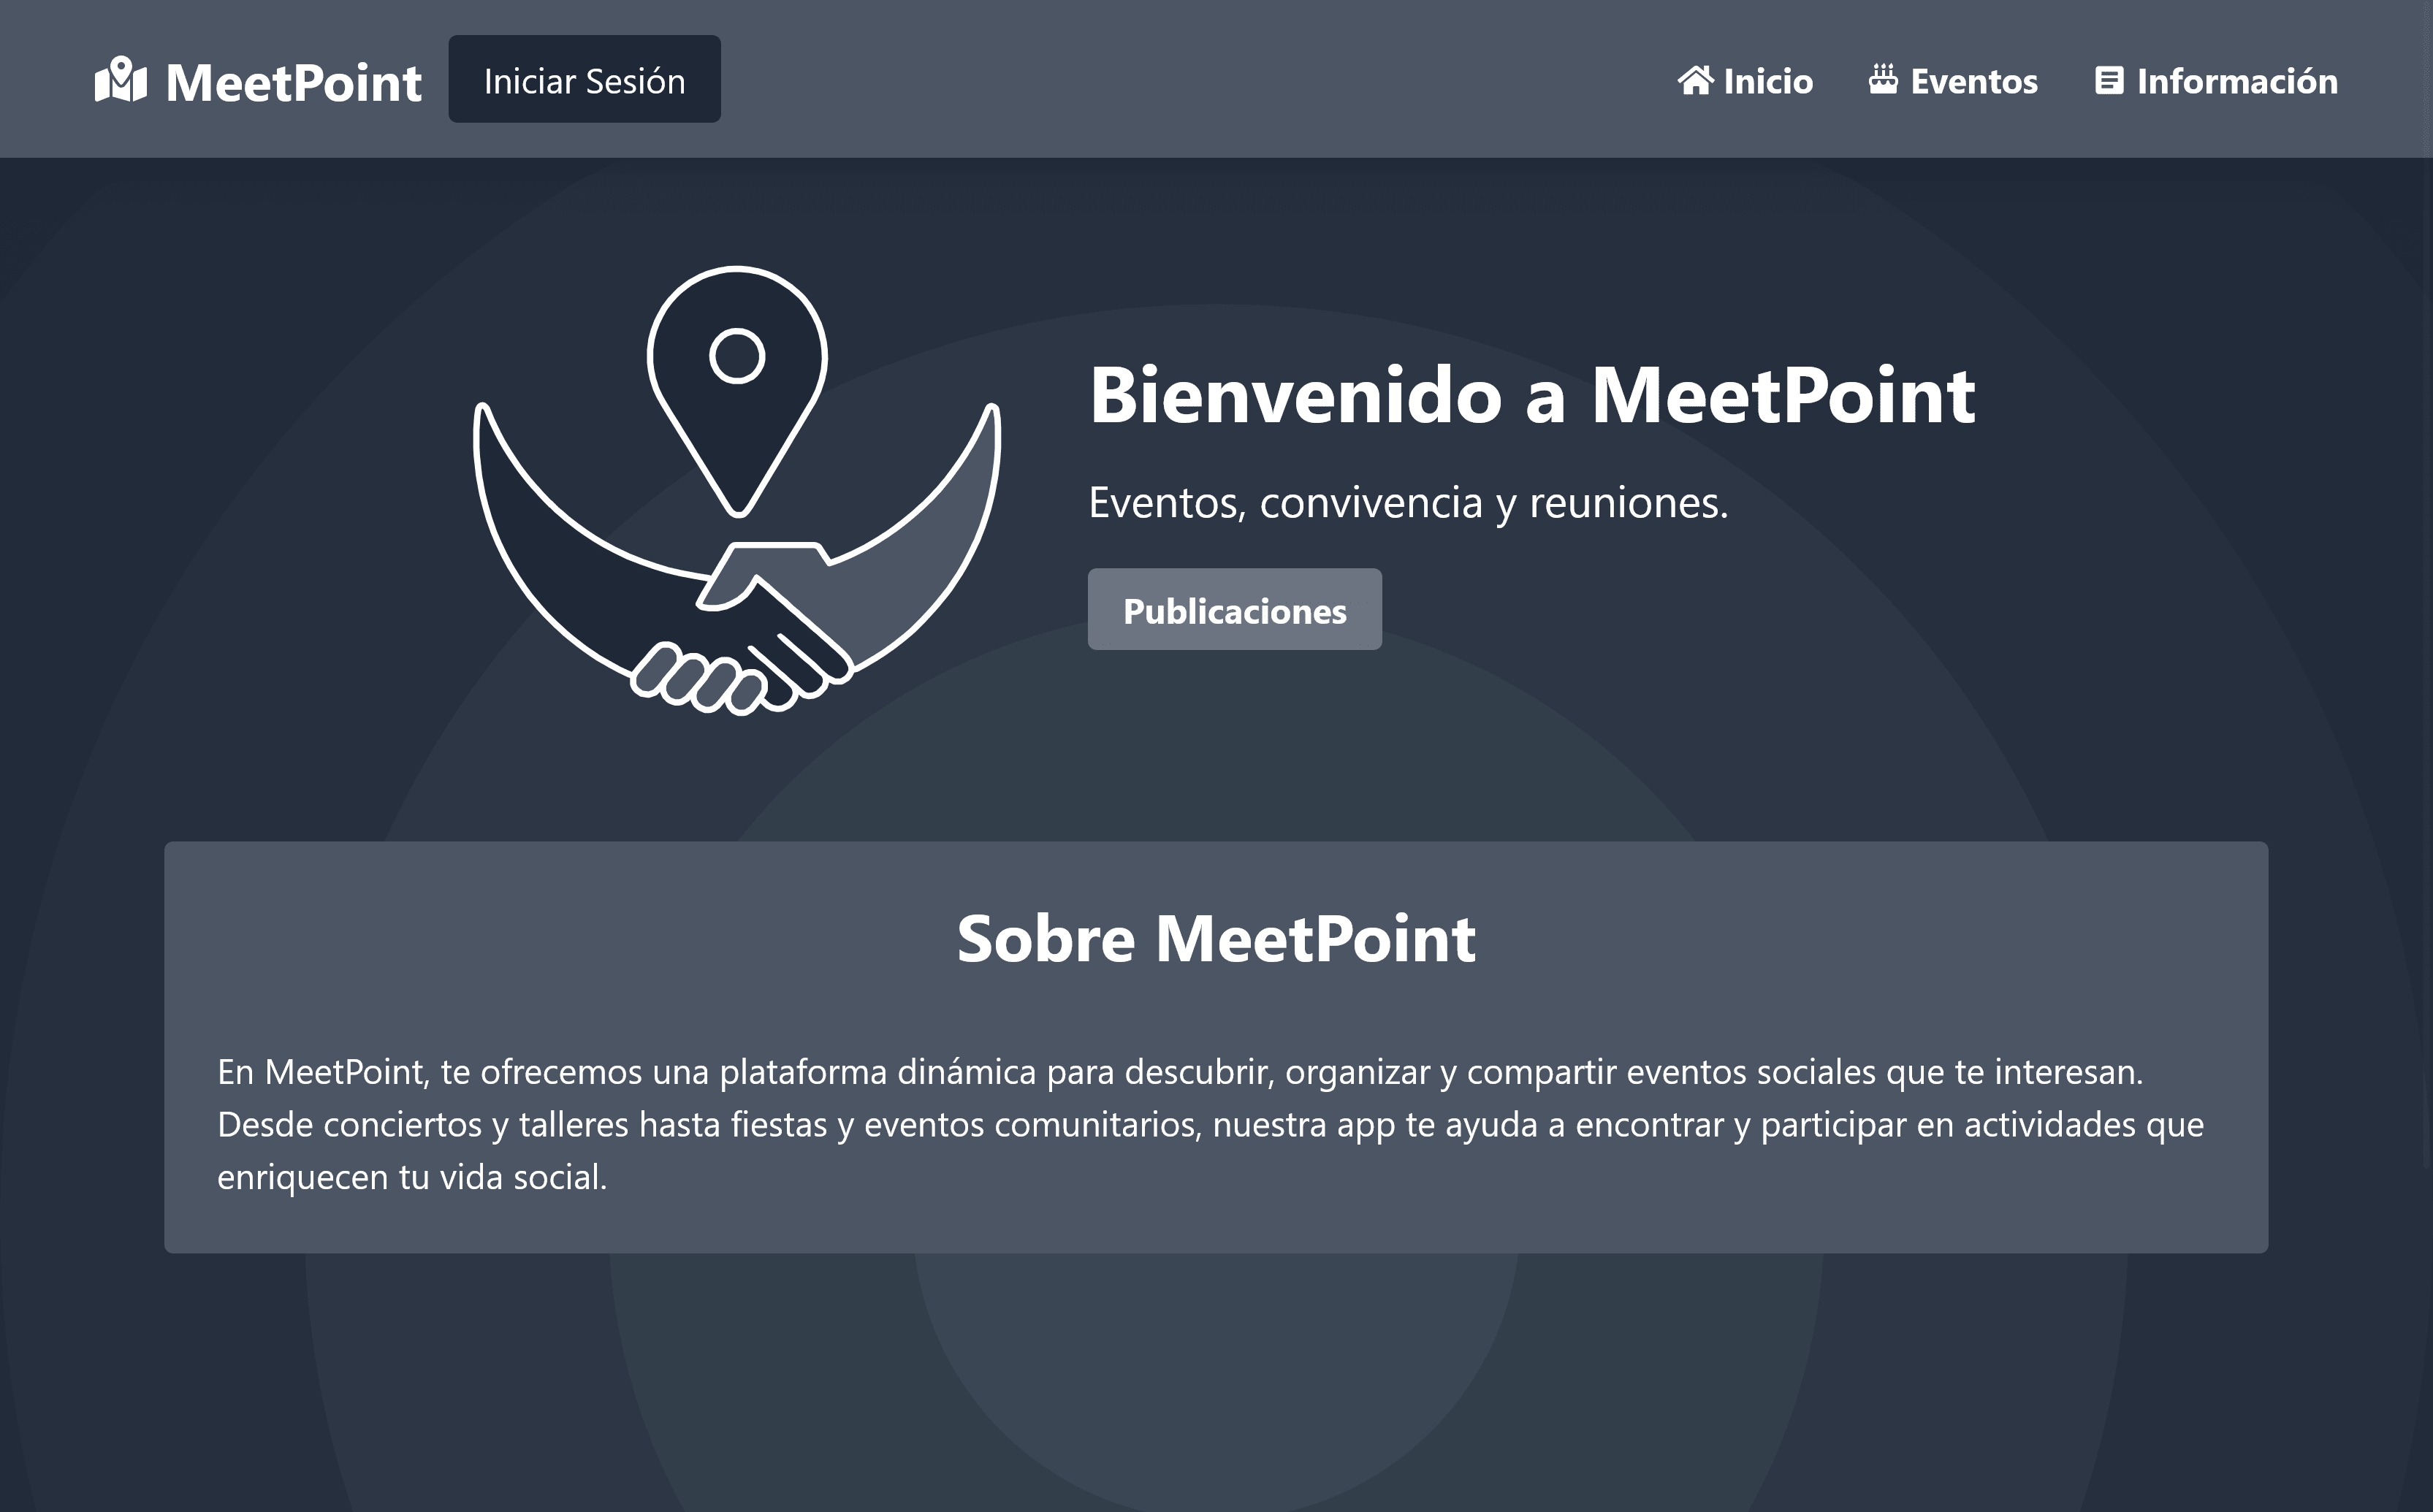 MeetPoint
Iniciar Sesión
Inicio
Eventos
Información
Bienvenido a MeetPoint
Eventos, convivencia y reuniones.
Publicaciones
Sobre MeetPoint
En MeetPoint, te ofrecemos una plataforma dinámica para descubrir, organizar y compartir eventos sociales que te interesan.
Desde conciertos y talleres hasta fiestas y eventos comunitarios, nuestra app te ayuda a encontrar y participar en actividades que
enriquecen tu vida social.